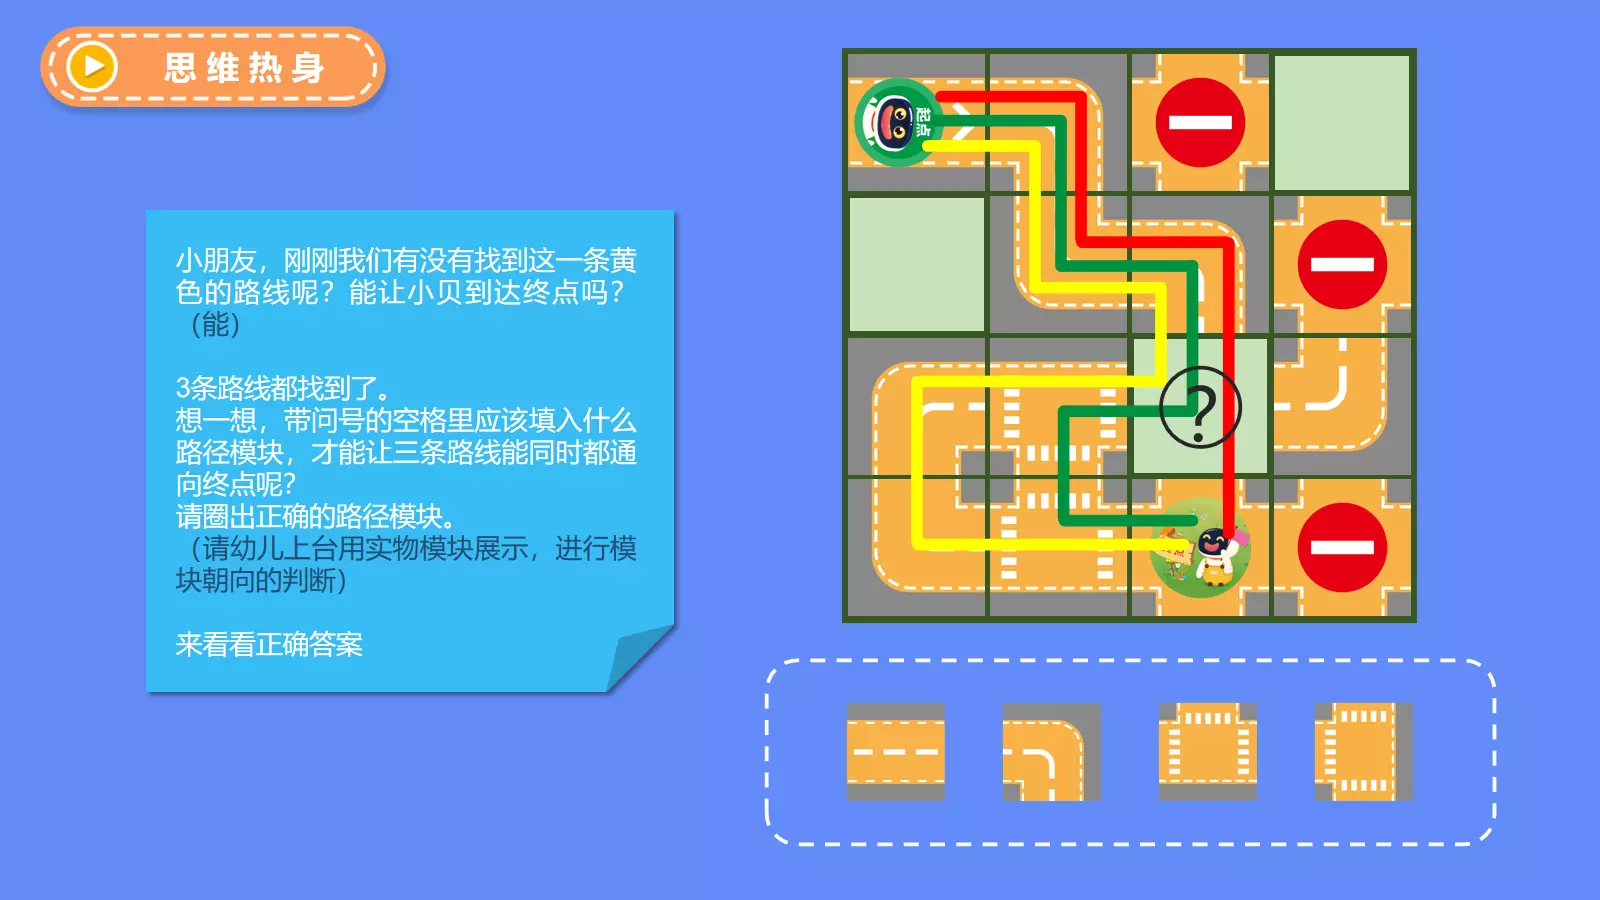 思维热身
小朋友，刚刚我们有没有找到这一条黄
色的路线呢？能让小贝到达终点吗？
（能）
3条路线都找到了。
想一想，带问号的空格里应该填入什么
路径模块，才能让三条路线能同时都通
向终点呢？
请圈出正确的路径模块。
（请幼儿上台用实物模块展示，进行模
块朝向的判断）
来看看正确答案
起点
?